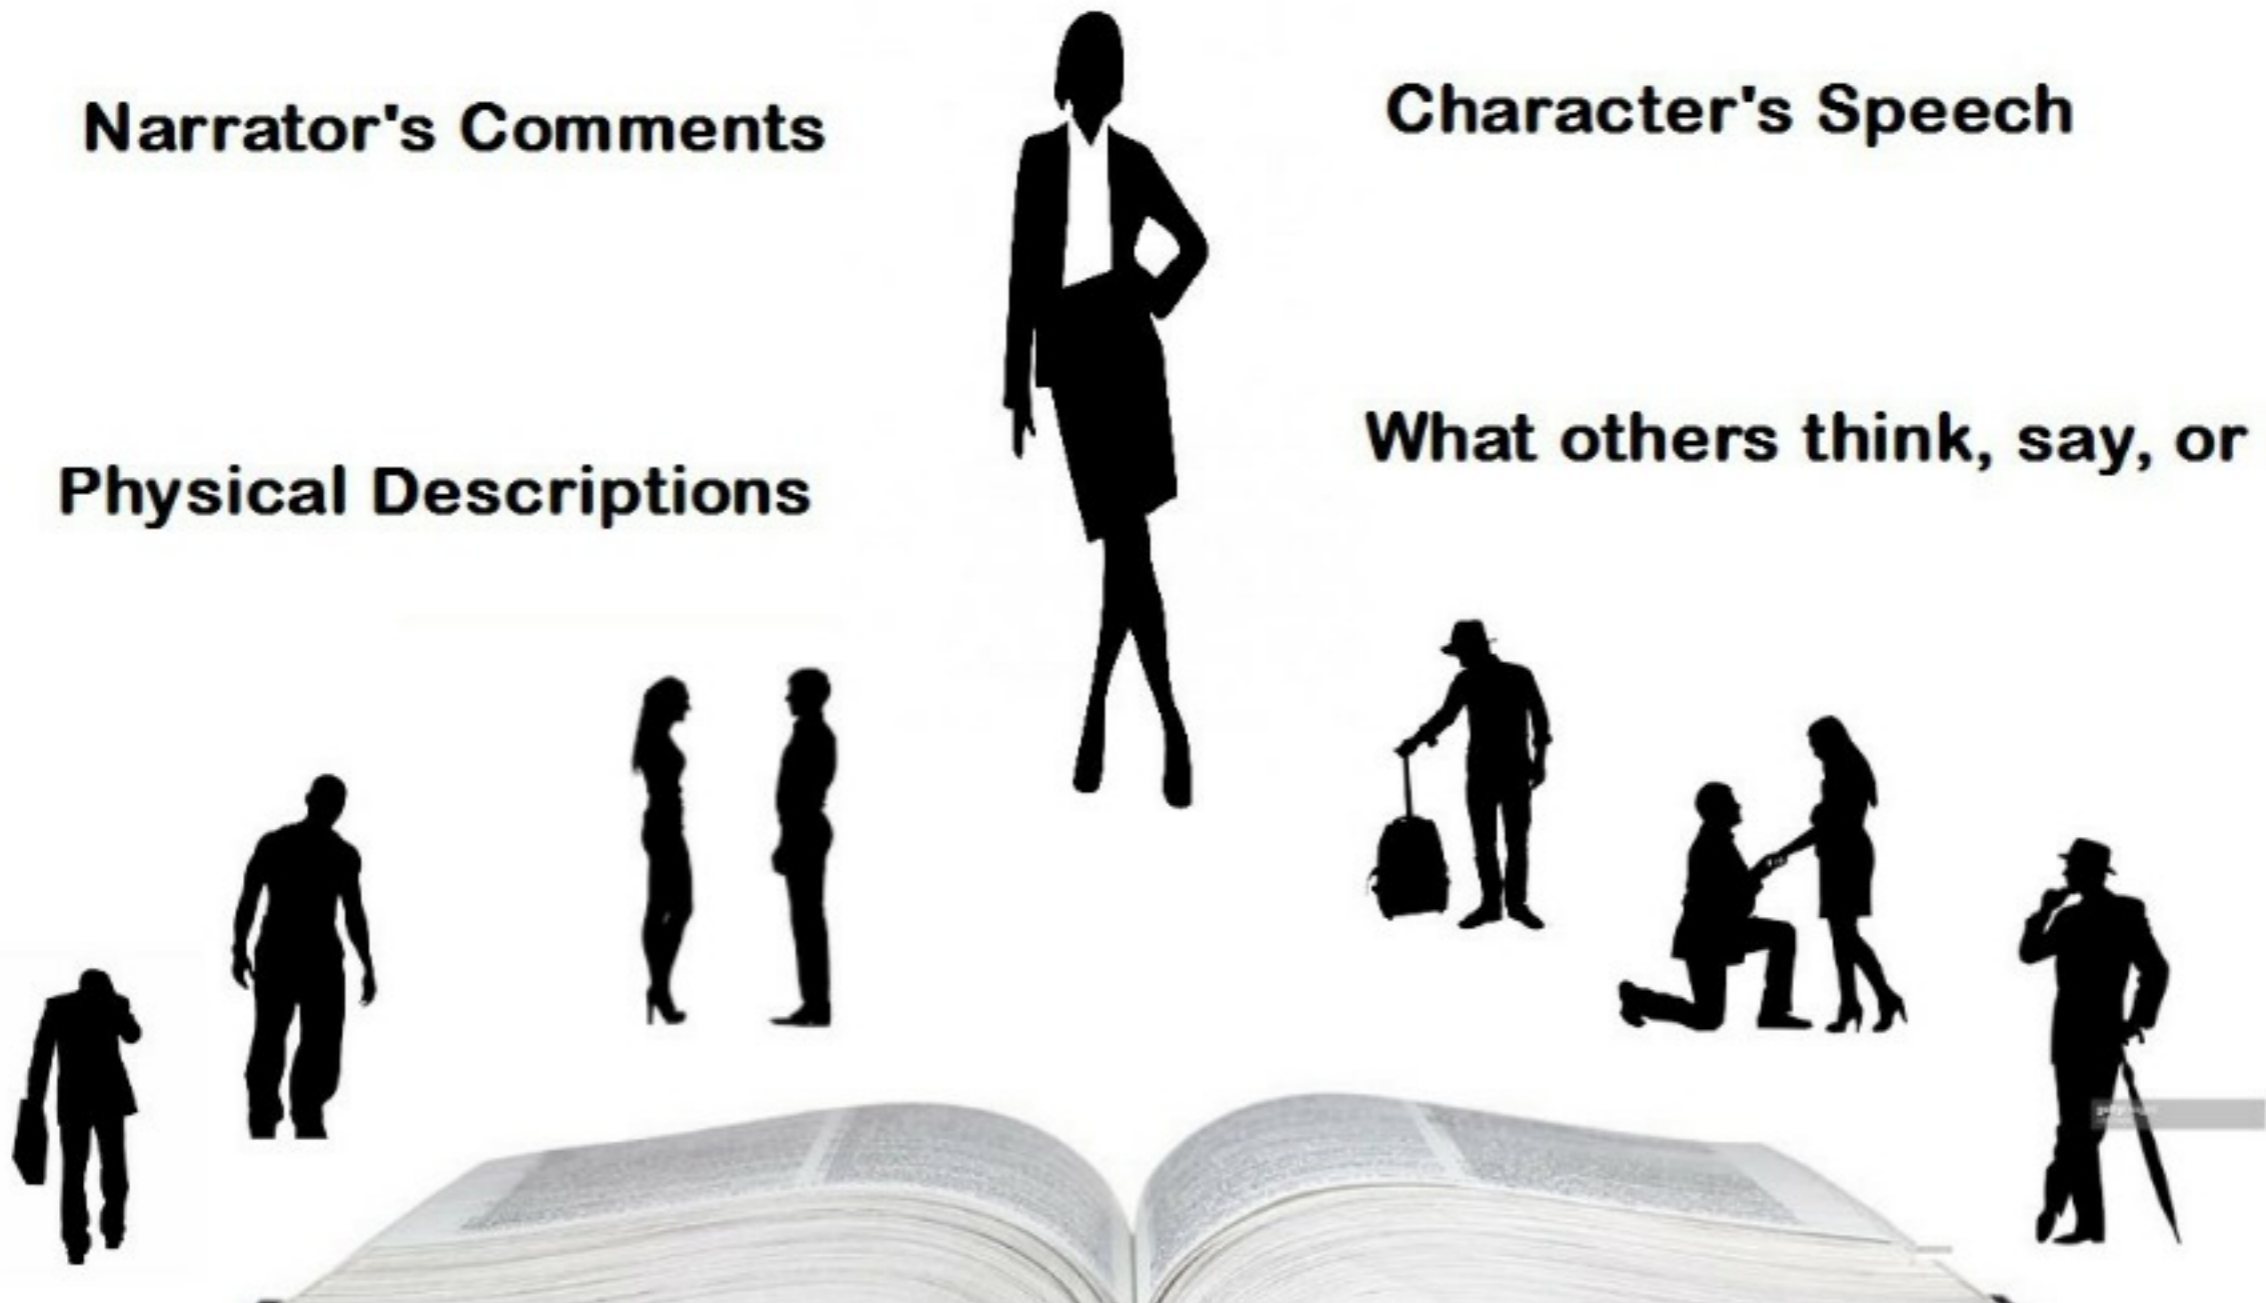 Narrator's Comments
Character's Speech
Physical Descriptions
What others think, say, or